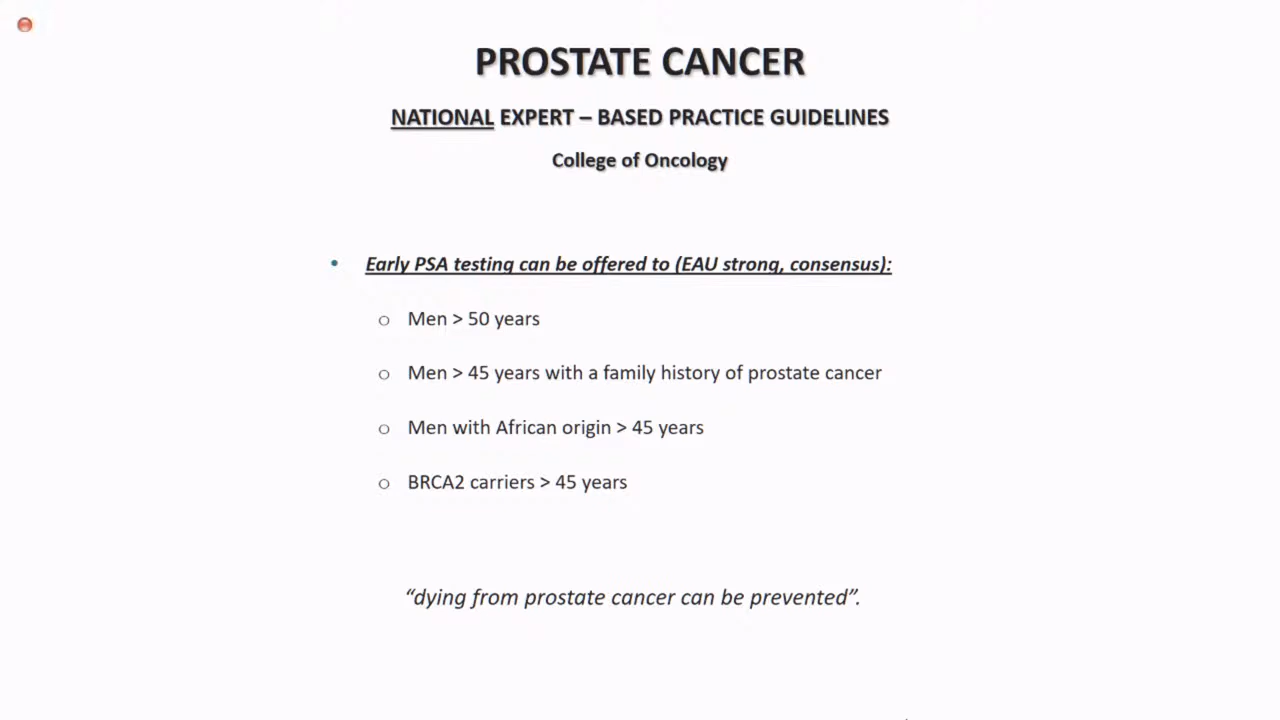 PROSTATE CANCER
NATIONAL EXPERT – BASED PRACTICE GUIDELINES
College of Oncology
• Early PSA testing can be offered to (EAU strong, consensus):
o Men > 50 years
o Men > 45 years with a family history of prostate cancer
o Men with African origin > 45 years
o BRCA2 carriers > 45 years
“dying from prostate cancer can be prevented”.